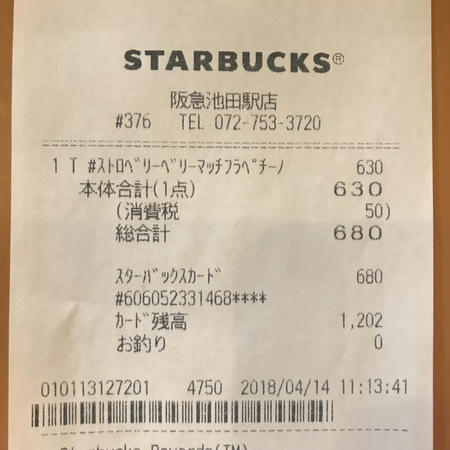 STARBUCKS®
阪急池田駅店
#376 TEL 072-753-3720
1 T #ストロベリーベリーマッチフラペチーノ 630
本体合計(1点) 630
(消費税 50)
総合計 680
スターバックスカード 680
#606052331468****
カード残高 1,202
お釣り 0
010113127201 4750 2018/04/14 11:13:41